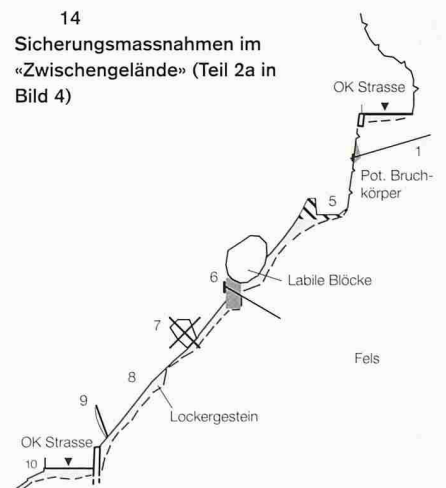 14
Sicherungsmassnahmen im
«Zwischengelände» (Teil 2a in
Bild 4)
OK Strasse
1
Pot. Bruch-
körper
5
6
Labile Blöcke
7
Fels
8
Lockergestein
9
OK Strasse
10